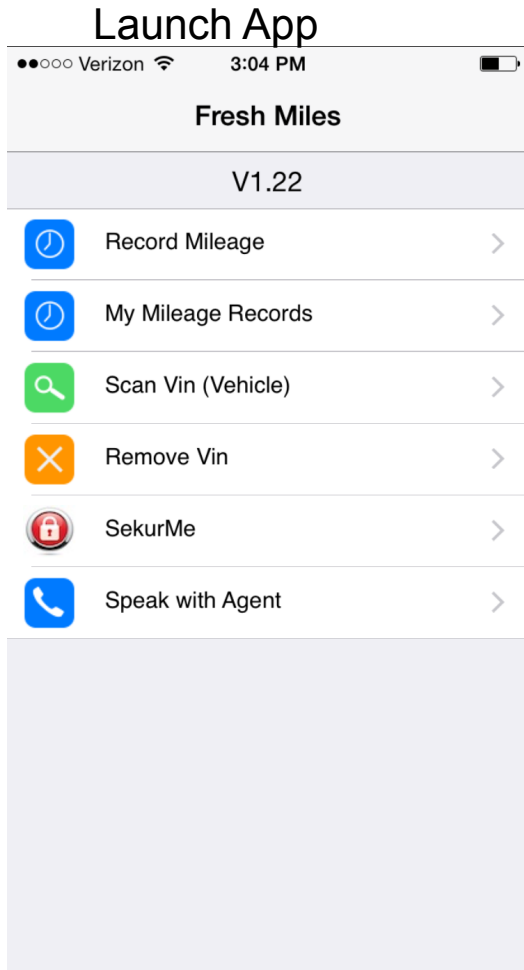 Launch App
Verizon 3:04 PM
Fresh Miles
V1.22
Record Mileage
My Mileage Records
Scan Vin (Vehicle)
Remove Vin
SekurMe
Speak with Agent